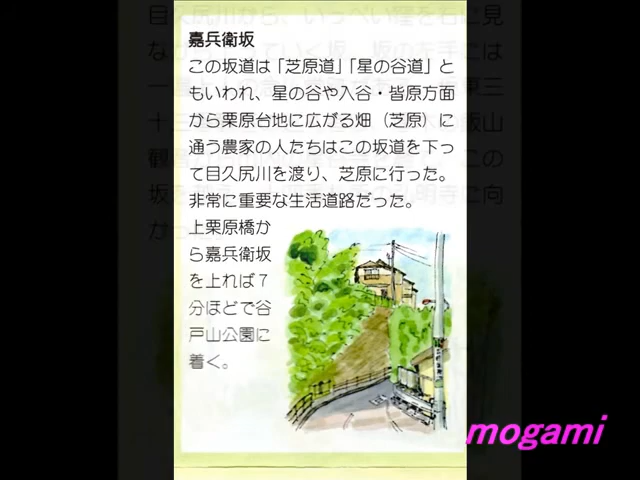 嘉兵衛坂
この坂道は「芝原道」「星の谷道」と
もいわれ、星の谷や入谷・皆原方面
から栗原台地に広がる畑（芝原）に
通う農家の人たちはこの坂道を下っ
て目久尻川を渡り、芝原に行った。
非常に重要な生活道路だった。
上栗原橋か
ら嘉兵衛坂
を上れば７
分ほどで谷
戸山公園に
着く。
mogami